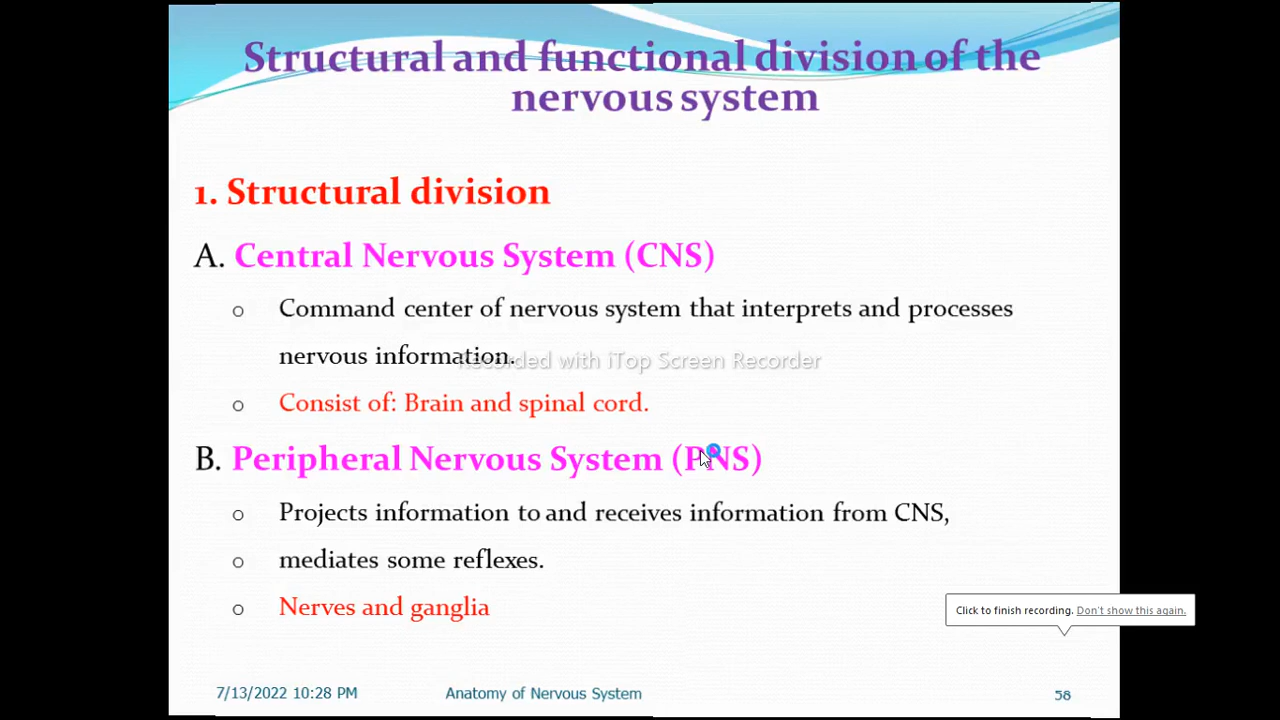 Structural and functional division of the
nervous system
1. Structural division
A. Central Nervous System (CNS)
o Command center of nervous system that interprets and processes
nervous information.
Recorded with iTop Screen Recorder
o Consist of: Brain and spinal cord.
B. Peripheral Nervous System (PNS)
o Projects information to and receives information from CNS,
o mediates some reflexes.
o Nerves and ganglia
Click to finish recording. Don't show this again.
7/13/2022 10:28 PM Anatomy of Nervous System 58